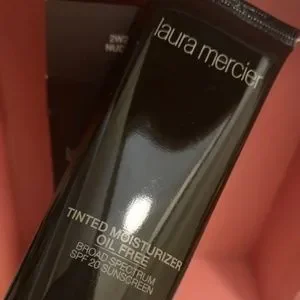 laura mercier
TINTED MOISTURIZER
OIL FREE
BROAD SPECTRUM
SPF 20 SUNSCREEN